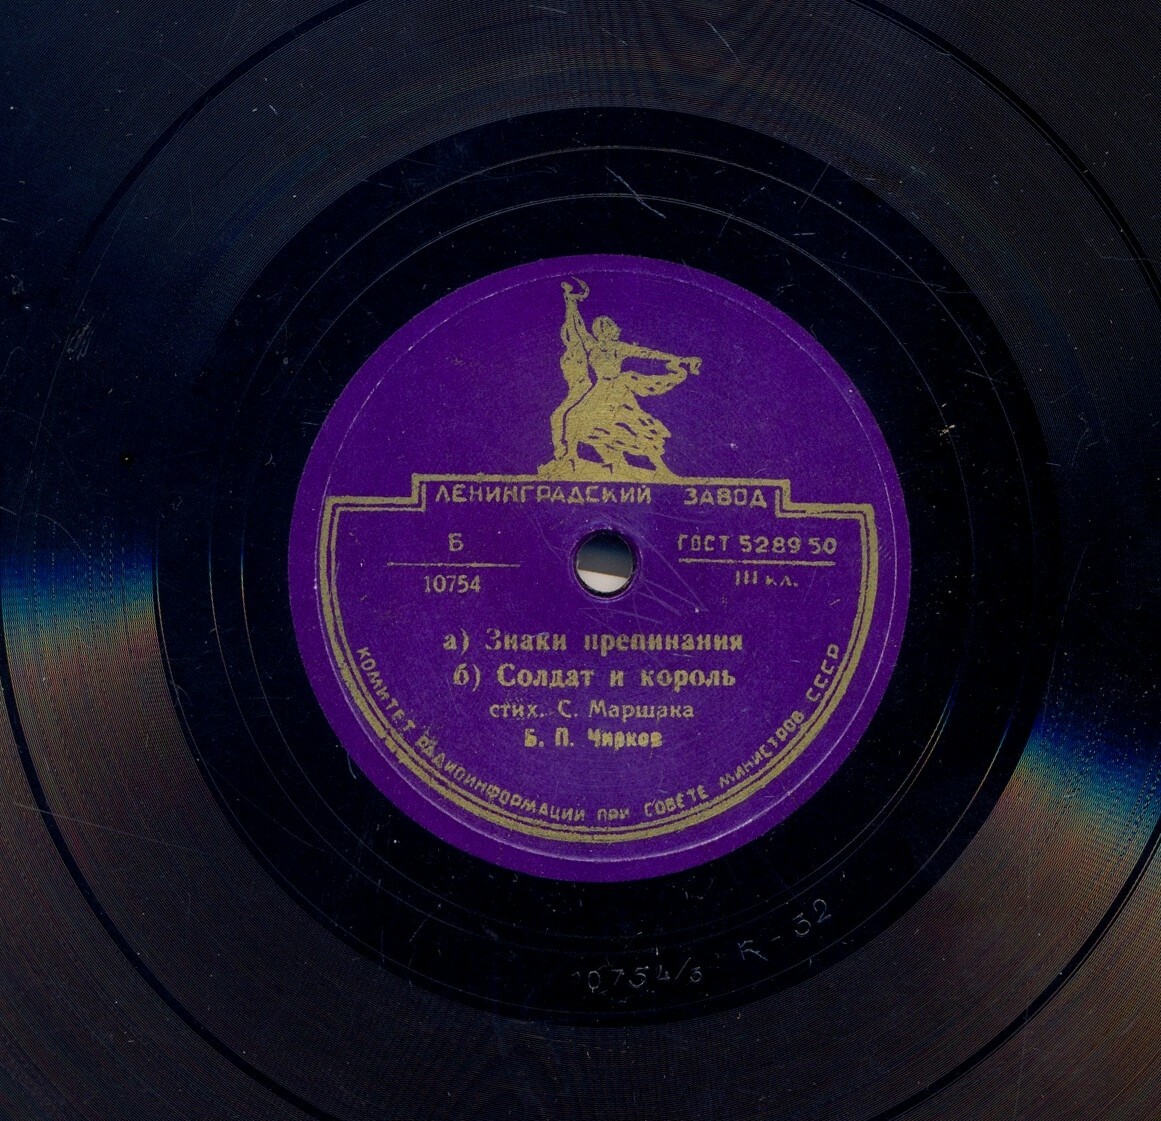 ЛЕНИНГРАДСКИЙ ЗАВОД
Б
10754
ГОСТ 5289 50
III кл.
а) Знаки препинания
б) Солдат и король
стих. С. Маршака
Б. П. Чирков
КОМИТЕТ РАДИОИНФОРМАЦИИ ПРИ СОВЕТЕ МИНИСТРОВ СССР
0754/3 К-52